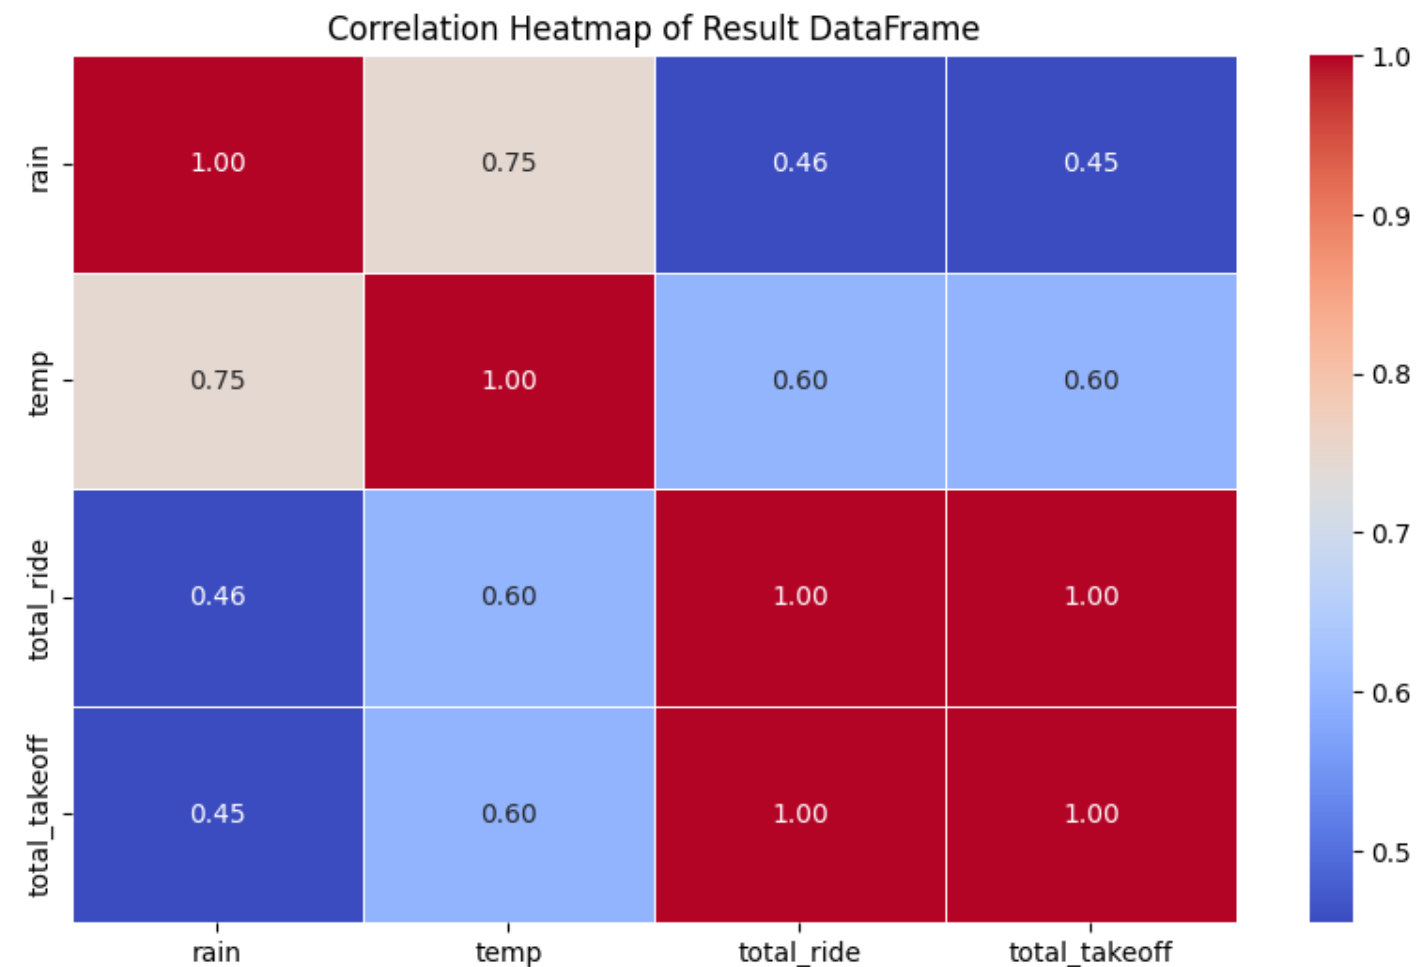 Correlation Heatmap of Result DataFrame
rain 1.00 0.75 0.46 0.45
temp 0.75 1.00 0.60 0.60
total_ride 0.46 0.60 1.00 1.00
total_takeoff 0.45 0.60 1.00 1.00
rain temp total_ride total_takeoff
1.0
0.9
0.8
0.7
0.6
0.5